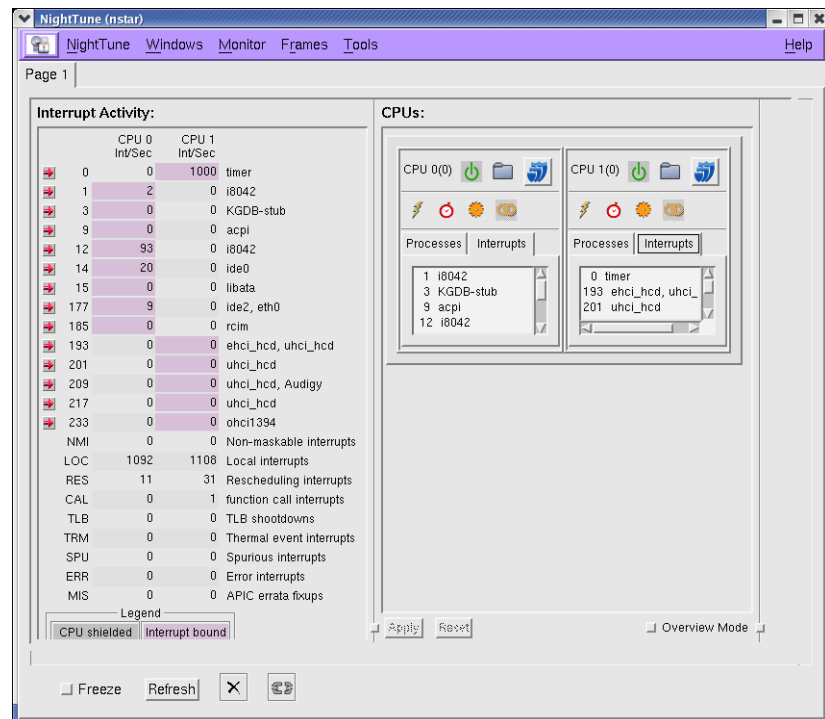 NightTune (nstar)
NightTune Windows Monitor Frames Tools Help
Page 1
Interrupt Activity:
CPU 0 CPU 1
Int/Sec Int/Sec
0 0 1000 timer
1 2 0 i8042
3 0 0 KGDB-stub
9 0 0 acpi
12 93 0 i8042
14 20 0 ide0
15 0 0 libata
177 9 0 ide2, eth0
185 0 0 rcim
193 0 0 ehci_hcd, uhci_hcd
201 0 0 uhci_hcd
209 0 0 uhci_hcd, Audigy
217 0 0 uhci_hcd
233 0 0 ohci1394
NMI 0 0 Non-maskable interrupts
LOC 1092 1108 Local interrupts
RES 11 31 Rescheduling interrupts
CAL 0 1 function call interrupts
TLB 0 0 TLB shootdowns
TRM 0 0 Thermal event interrupts
SPU 0 0 Spurious interrupts
ERR 0 0 Error interrupts
MIS 0 0 APIC errata fixups
Legend
CPU shielded Interrupt bound
CPUs:
CPU 0(0)
Processes Interrupts
1 i8042
3 KGDB-stub
9 acpi
12 i8042
CPU 1(0)
Processes Interrupts
0 timer
193 ehci_hcd, uhci_
201 uhci_hcd
Apply Reset Overview Mode
Freeze Refresh